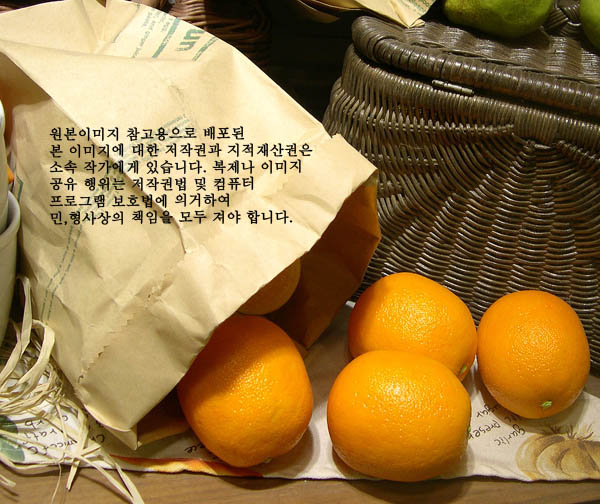 un
원본이미지 참고용으로 배포된
본 이미지에 대한 저작권과 지적재산권은
소속 작가에게 있습니다. 복제나 이미지
공유 행위는 저작권법 및 컴퓨터
프로그램 보호법에 의거하여
민,형사상의 책임을 모두 져야 합니다.
garlic